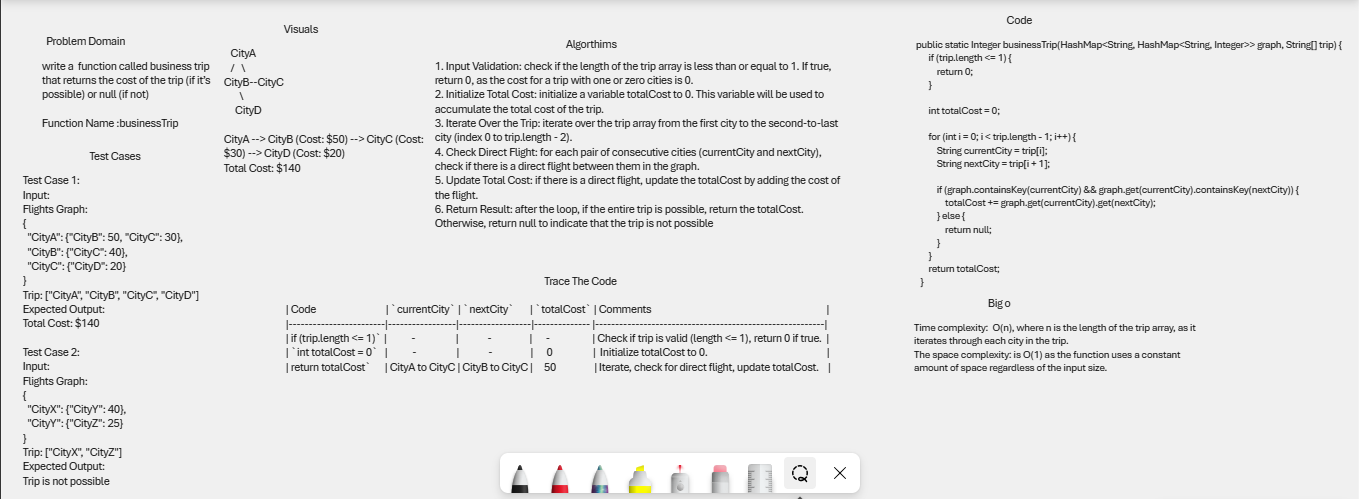 Problem Domain
write a function called business trip
that returns the cost of the trip (if it's
possible) or null (if not)
Function Name :businessTrip
Test Cases
Test Case 1:
Input:
Flights Graph:
{
"CityA": {"CityB": 50, "CityC": 30},
"CityB": {"CityC": 40},
"CityC": {"CityD": 20}
}
Trip: ["CityA", "CityB", "CityC", "CityD"]
Expected Output:
Total Cost: $140
Test Case 2:
Input:
Flights Graph:
{
"CityX": {"CityY": 40},
"CityY": {"CityZ": 25}
}
Trip: ["CityX", "CityZ"]
Expected Output:
Trip is not possible
Visuals
CityA
/ \
CityB--CityC
\
CityD
CityA --> CityB (Cost: $50) --> CityC (Cost:
$30) --> CityD (Cost: $20)
Total Cost: $140
Algorthims
1. Input Validation: check if the length of the trip array is less than or equal to 1. If true,
return 0, as the cost for a trip with one or zero cities is 0.
2. Initialize Total Cost: initialize a variable totalCost to 0. This variable will be used to
accumulate the total cost of the trip.
3. Iterate Over the Trip: iterate over the trip array from the first city to the second-to-last
city (index 0 to trip.length - 2).
4. Check Direct Flight: for each pair of consecutive cities (currentCity and nextCity),
check if there is a direct flight between them in the graph.
5. Update Total Cost: if there is a direct flight, update the totalCost by adding the cost of
the flight.
6. Return Result: after the loop, if the entire trip is possible, return the totalCost.
Otherwise, return null to indicate that the trip is not possible
Trace The Code
| Code | `currentCity` | `nextCity` | `totalCost` | Comments |
|------------------------|-----------------|------------------|--------------|----------------------------------------------------------|
| if (trip.length <= 1)` | - | - | - | Check if trip is valid (length <= 1), return 0 if true. |
| `int totalCost = 0` | - | - | 0 | Initialize totalCost to 0. |
| return totalCost` | CityA to CityC | CityB to CityC | 50 | Iterate, check for direct flight, update totalCost. |
Code
public static Integer businessTrip(HashMap<String, HashMap<String, Integer>> graph, String[] trip) {
if (trip.length <= 1) {
return 0;
}
int totalCost = 0;
for (int i = 0; i < trip.length - 1; i++) {
String currentCity = trip[i];
String nextCity = trip[i + 1];
if (graph.containsKey(currentCity) && graph.get(currentCity).containsKey(nextCity)) {
totalCost += graph.get(currentCity).get(nextCity);
} else {
return null;
}
}
return totalCost;
}
Big o
Time complexity: O(n), where n is the length of the trip array, as it
iterates through each city in the trip.
The space complexity: is O(1) as the function uses a constant
amount of space regardless of the input size.